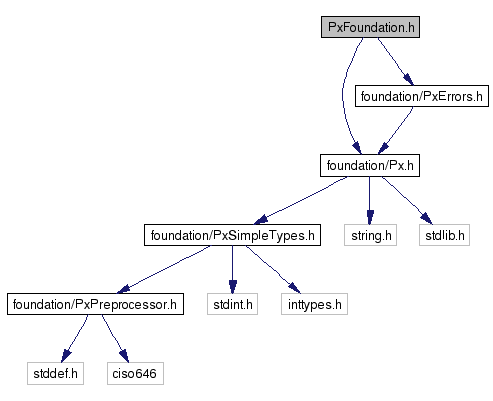 PxFoundation.h
foundation/PxErrors.h
foundation/Px.h
foundation/PxSimpleTypes.h
string.h
stdlib.h
foundation/PxPreprocessor.h
stdint.h
inttypes.h
stddef.h
ciso646